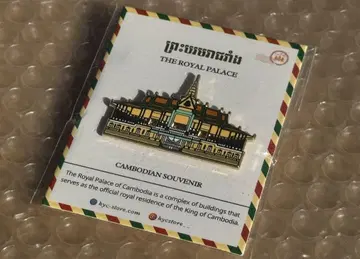 ព្រះបរមរាជវាំង
THE ROYAL PALACE
CAMBODIAN SOUVENIR
The Royal Palace of Cambodia is a complex of buildings that
serves as the official royal residence of the King of Cambodia.
kyc-store.com kycstore_